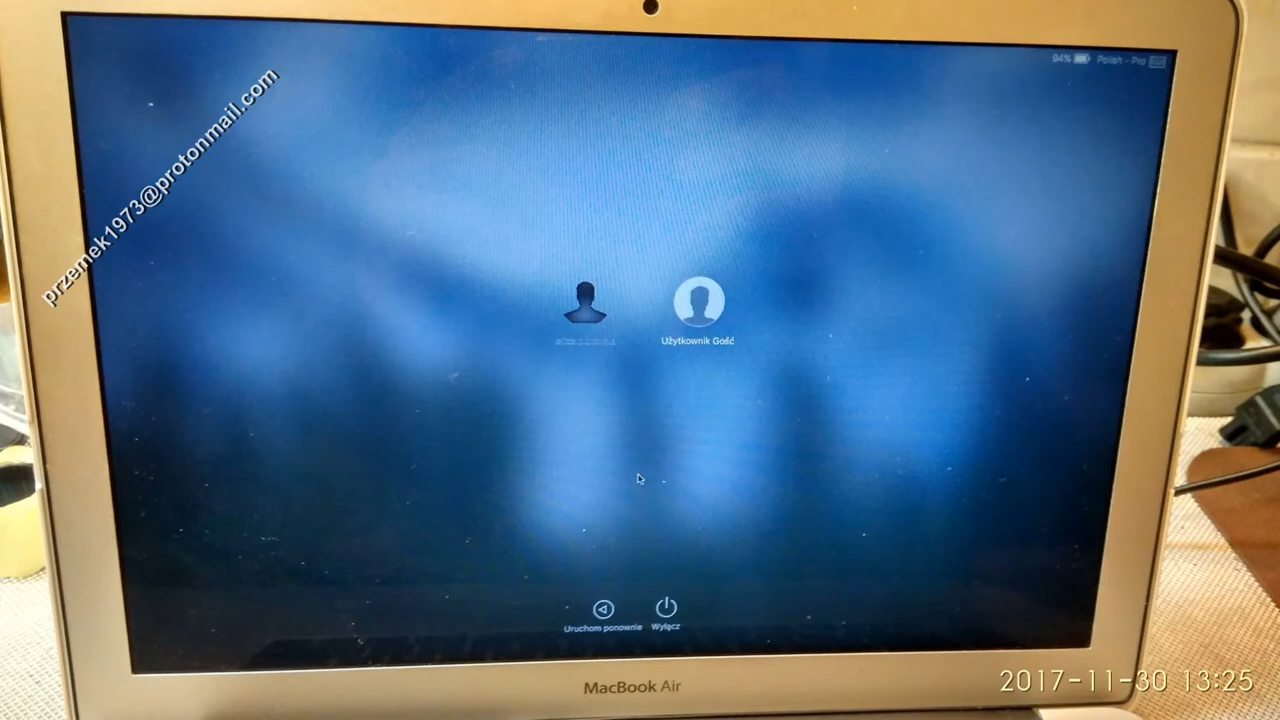 94% Polish - Pro
przemek1973@protonmail.com
Użytkownik Gość
Uruchom ponownie Wyłącz
MacBook Air
2017-11-30 13:25